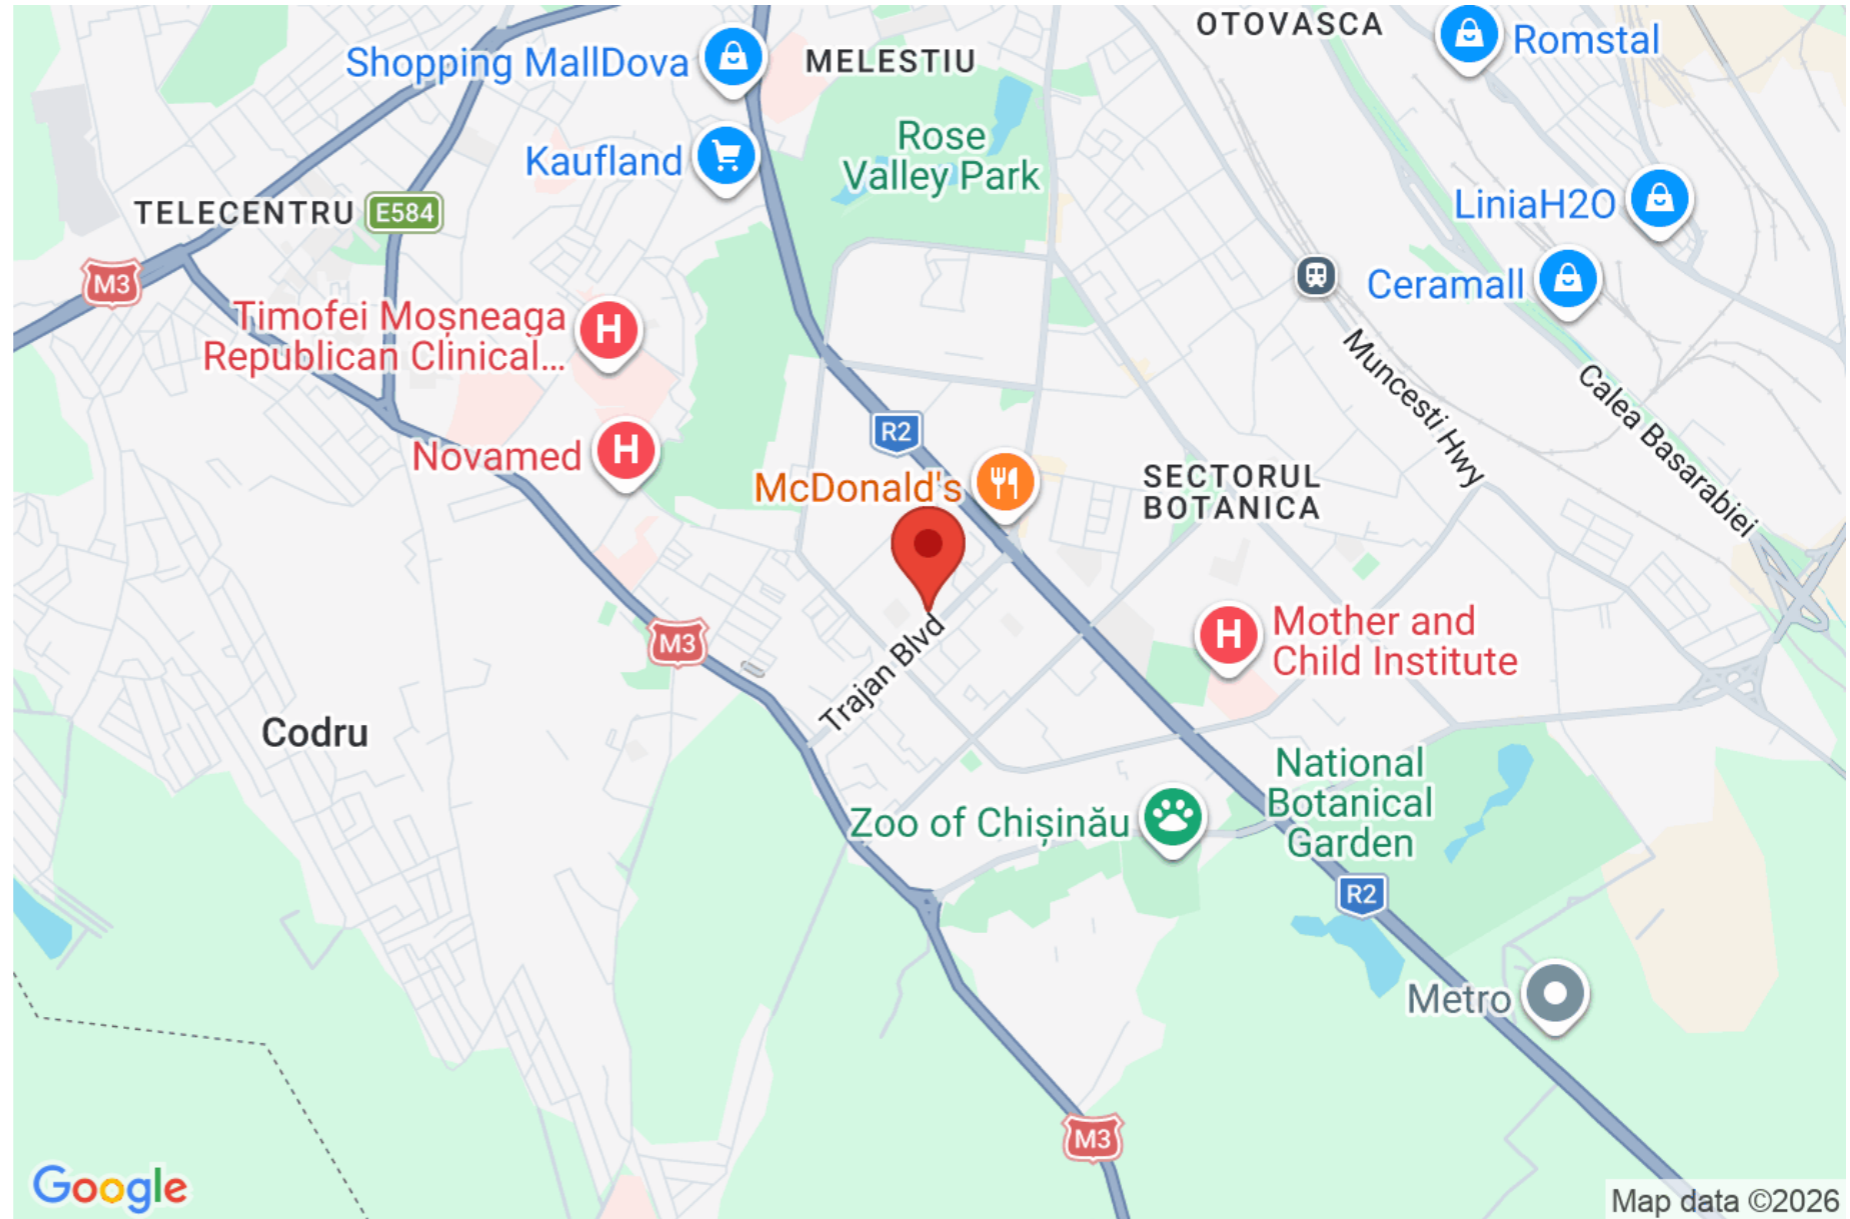 OTOVASCA
Romstal
Shopping MallDova
MELESTIU
Rose
Valley Park
Kaufland
TELECENTRU
E584
LiniaH2O
Ceramall
M3
Timofei Moșneaga
Republican Clinical...
Muncesti Hwy
Calea Basarabiei
R2
Novamed
McDonald's
SECTORUL
BOTANICA
Mother and
Child Institute
M3
Trajan Blvd
Codru
National
Botanical
Garden
Zoo of Chișinău
R2
Metro
M3
Google
Map data ©2026